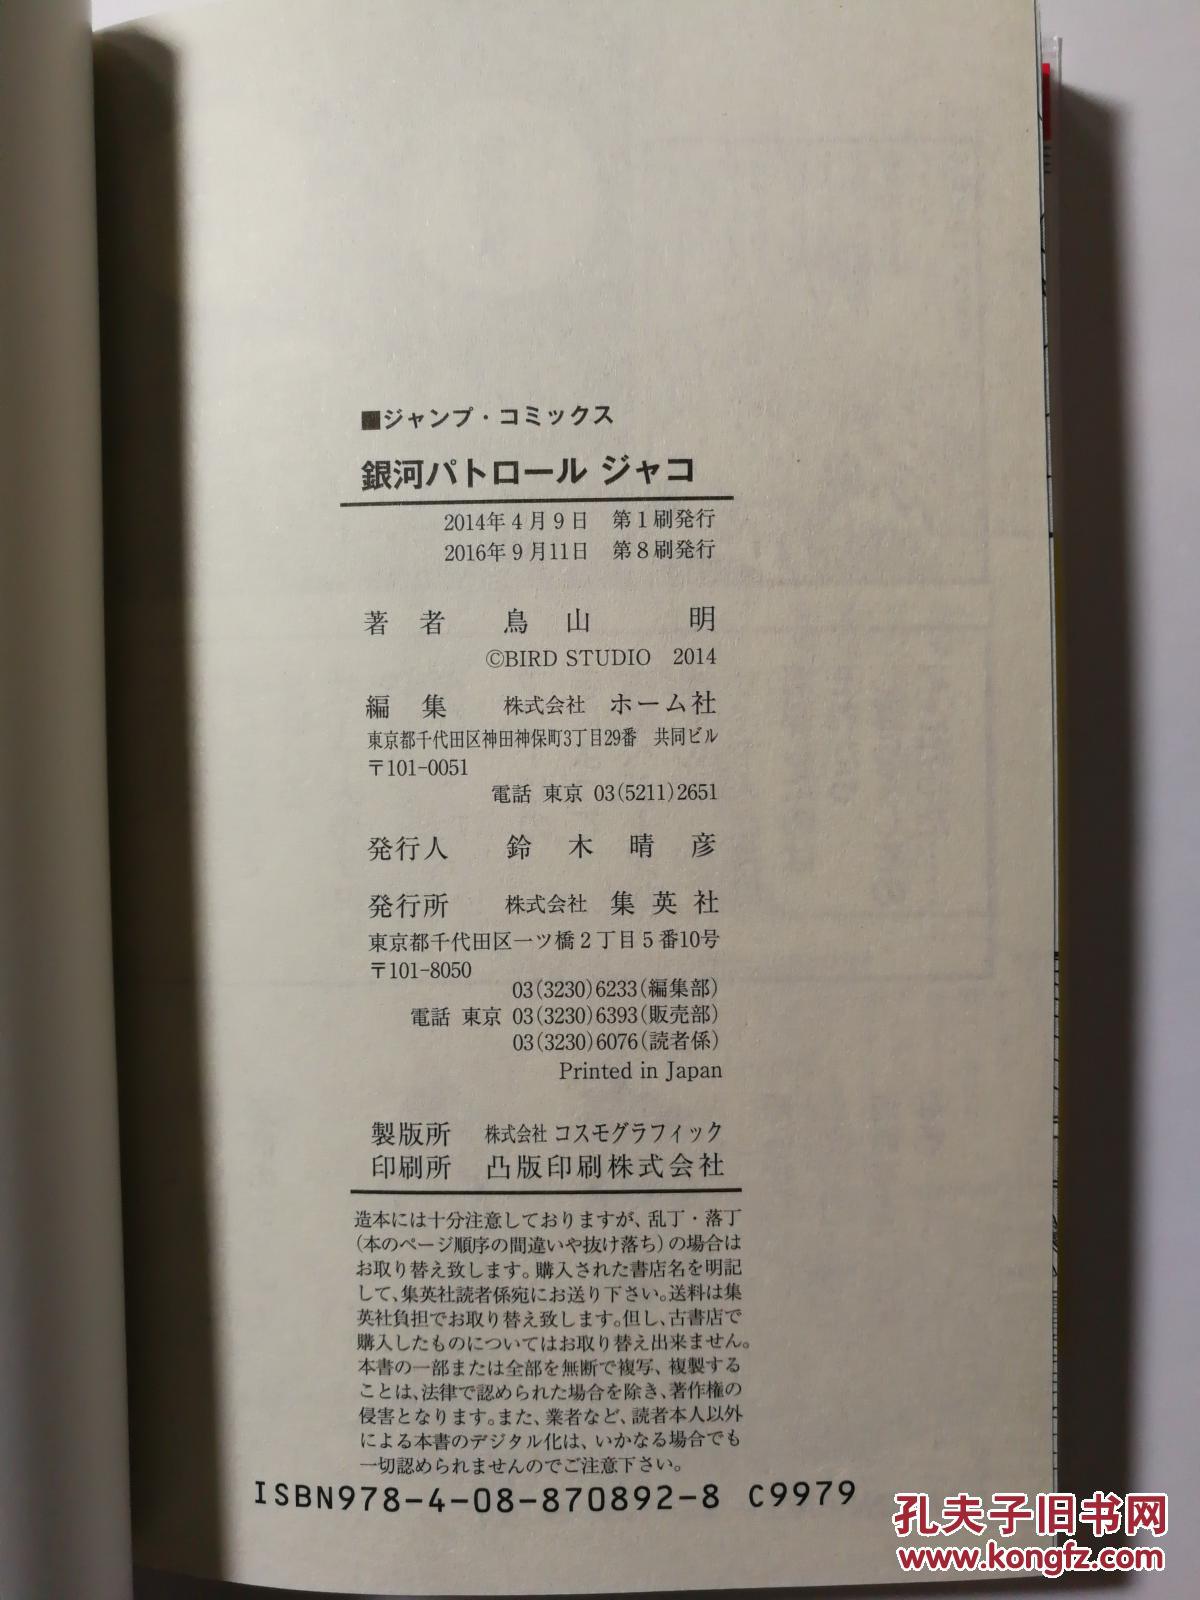 ■ジャンプ・コミックス
銀河パトロール ジャコ
2014年4月9日 第1刷発行
2016年9月11日 第8刷発行
著者 鳥山 明
©BIRD STUDIO 2014
編集 株式会社 ホーム社
東京都千代田区神田神保町3丁目29番 共同ビル
〒101-0051
電話 東京 03(5211)2651
発行人 鈴木晴彦
発行所 株式会社 集英社
東京都千代田区一ツ橋2丁目5番10号
〒101-8050
03(3230)6233(編集部)
電話 東京 03(3230)6393(販売部)
03(3230)6076(読者係)
Printed in Japan
製版所 株式会社 コスモグラフィック
印刷所 凸版印刷株式会社
造本には十分注意しておりますが、乱丁・落丁
(本のページ順序の間違いや抜け落ち)の場合は
お取り替え致します。購入された書店名を明記
して、集英社読者係宛にお送り下さい。送料は集
英社負担でお取り替え致します。但し、古書店で
購入したものについてはお取り替え出来ません。
本書の一部または全部を無断で複写、複製する
ことは、法律で認められた場合を除き、著作権の
侵害となります。また、業者など、読者本人以外
による本書のデジタル化は、いかなる場合でも
一切認められませんのでご注意下さい。
ISBN978-4-08-870892-8 C9979
孔夫子旧书网
www.kongfz.com